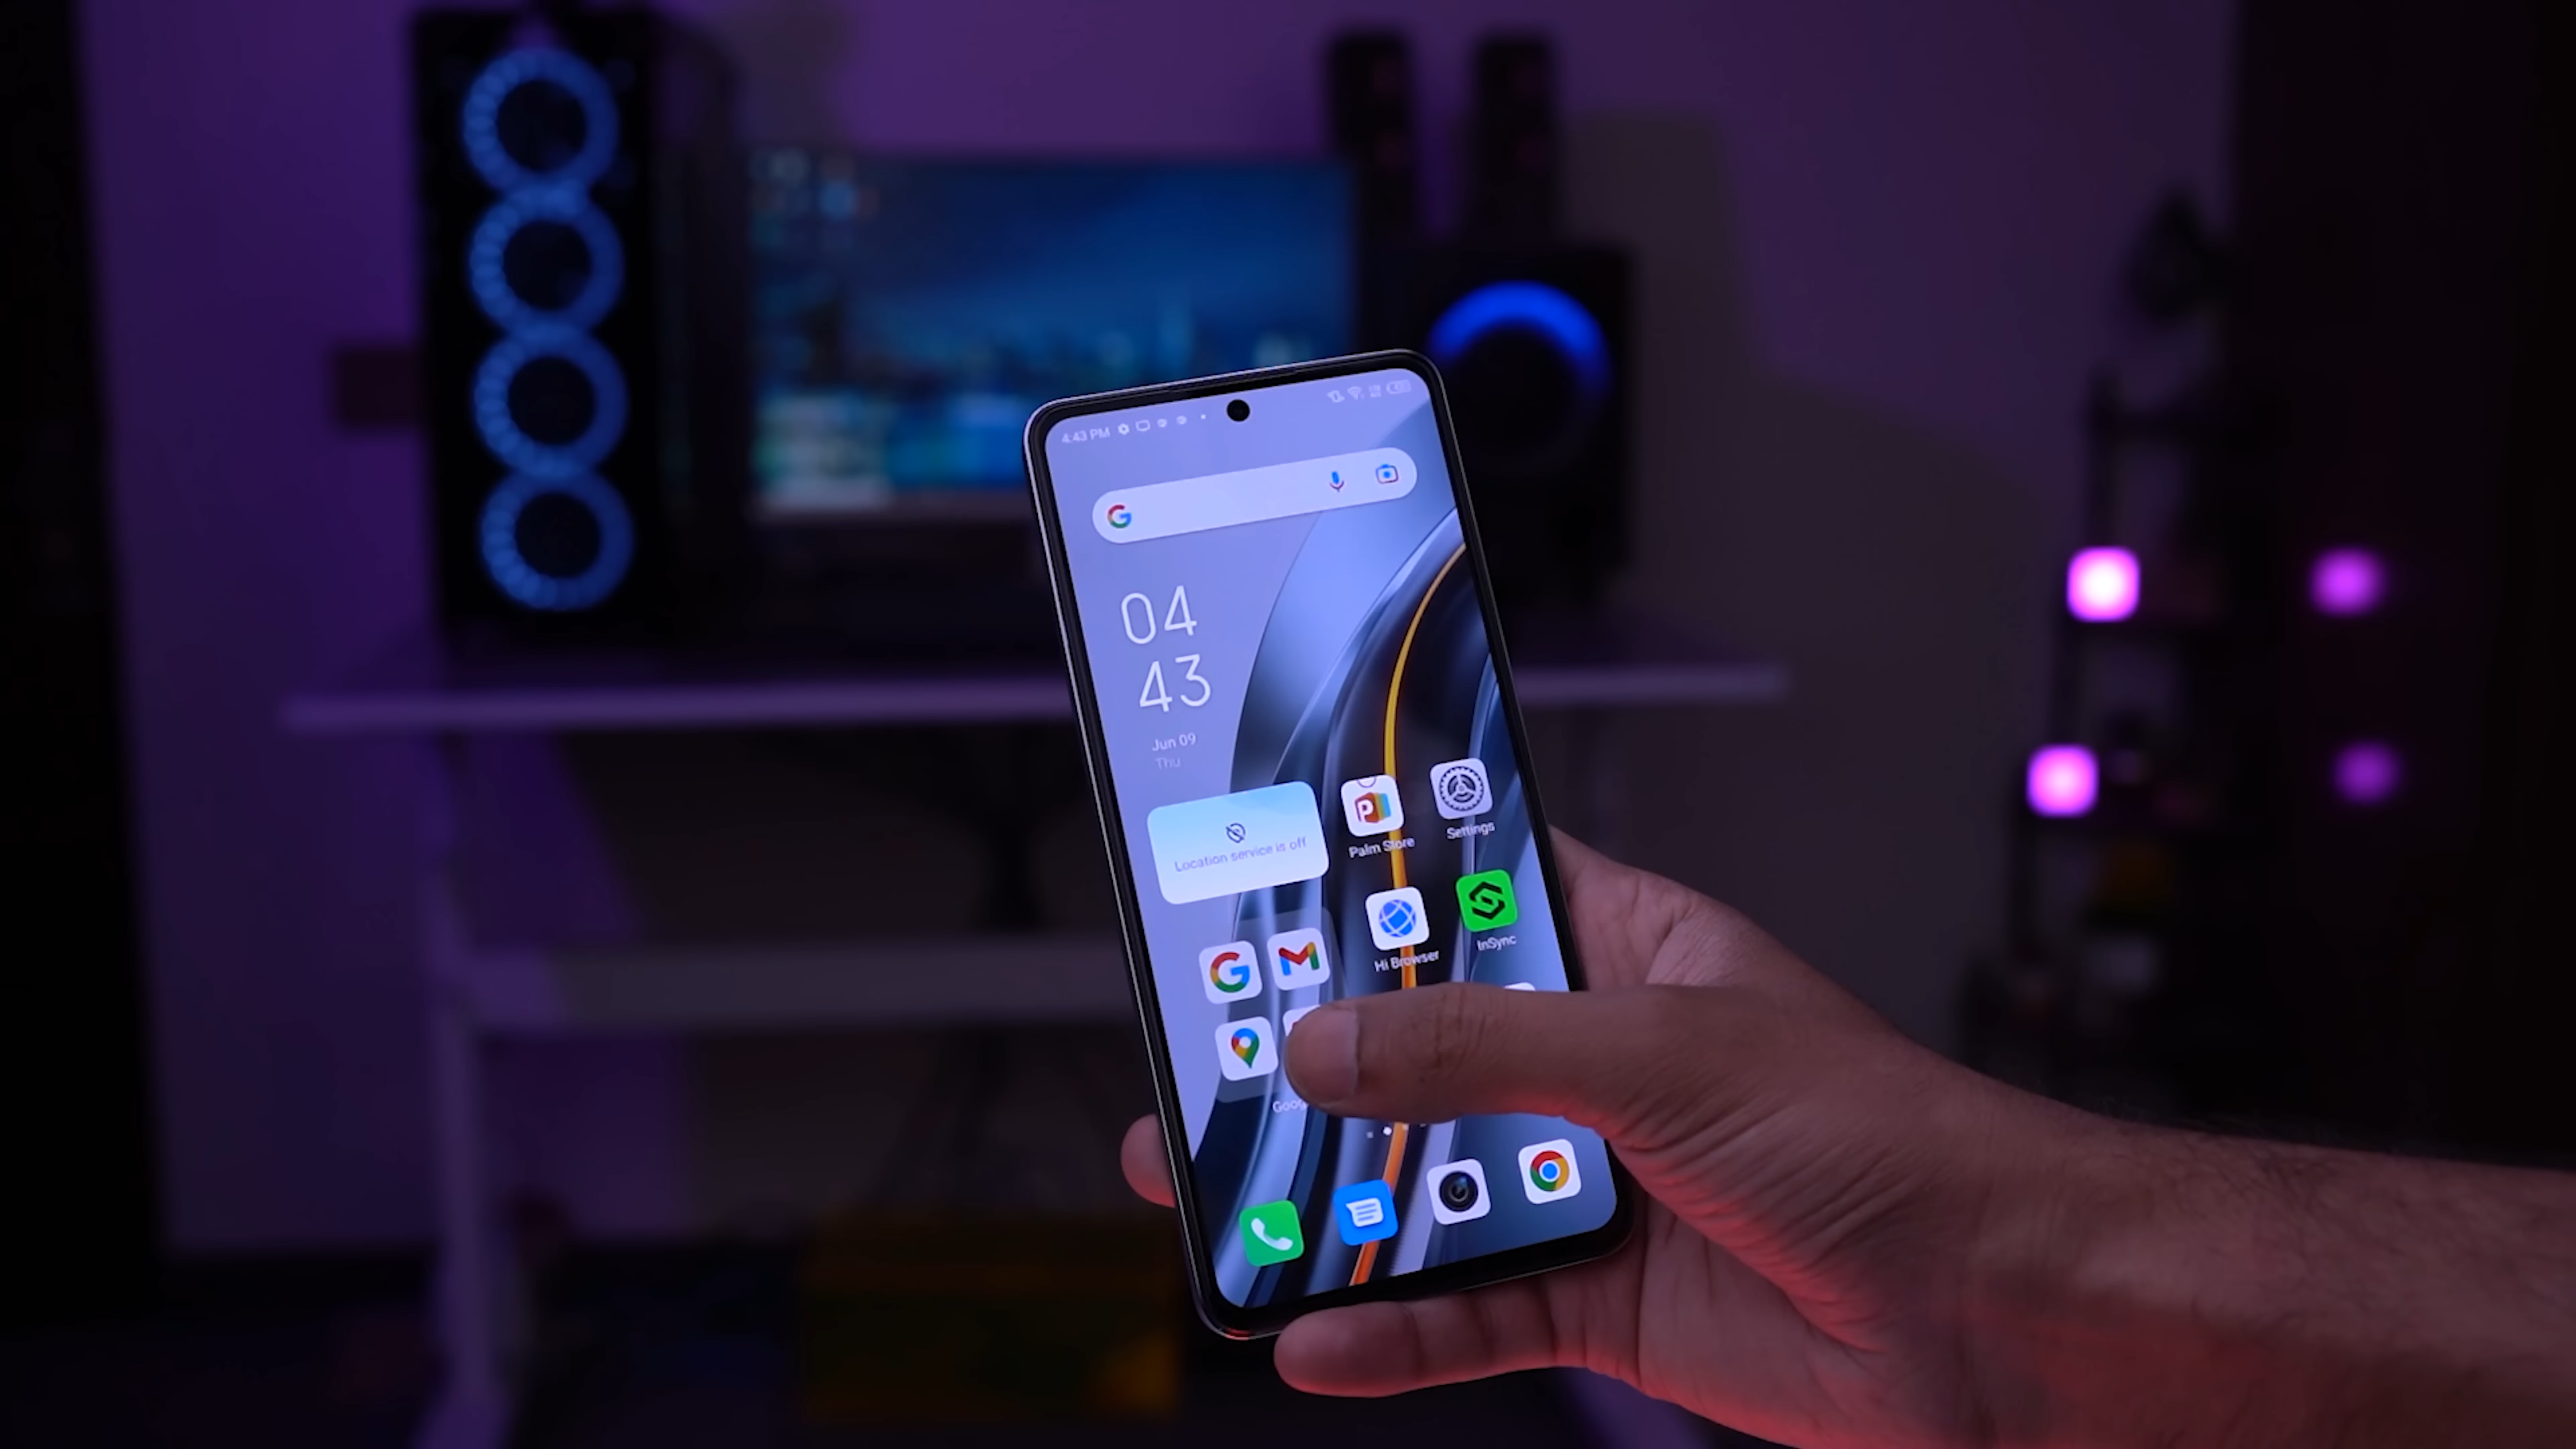 4:43 PM
04
43
Jun 09
Thu
Location service is off
Palm Store
Settings
Hi Browser
InSync